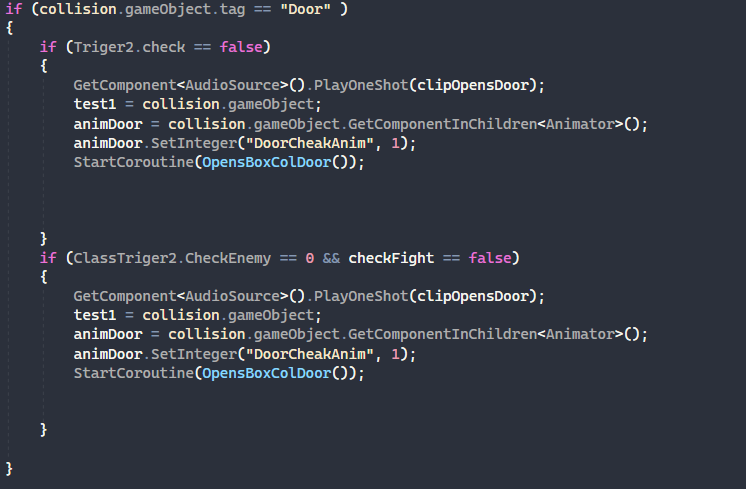 if (collision.gameObject.tag == "Door" )
{
if (Triger2.check == false)
{
GetComponent<AudioSource>().PlayOneShot(clipOpensDoor);
test1 = collision.gameObject;
animDoor = collision.gameObject.GetComponentInChildren<Animator>();
animDoor.SetInteger("DoorCheakAnim", 1);
StartCoroutine(OpensBoxColDoor());
}
if (ClassTriger2.CheckEnemy == 0 && checkFight == false)
{
GetComponent<AudioSource>().PlayOneShot(clipOpensDoor);
test1 = collision.gameObject;
animDoor = collision.gameObject.GetComponentInChildren<Animator>();
animDoor.SetInteger("DoorCheakAnim", 1);
StartCoroutine(OpensBoxColDoor());
}
}